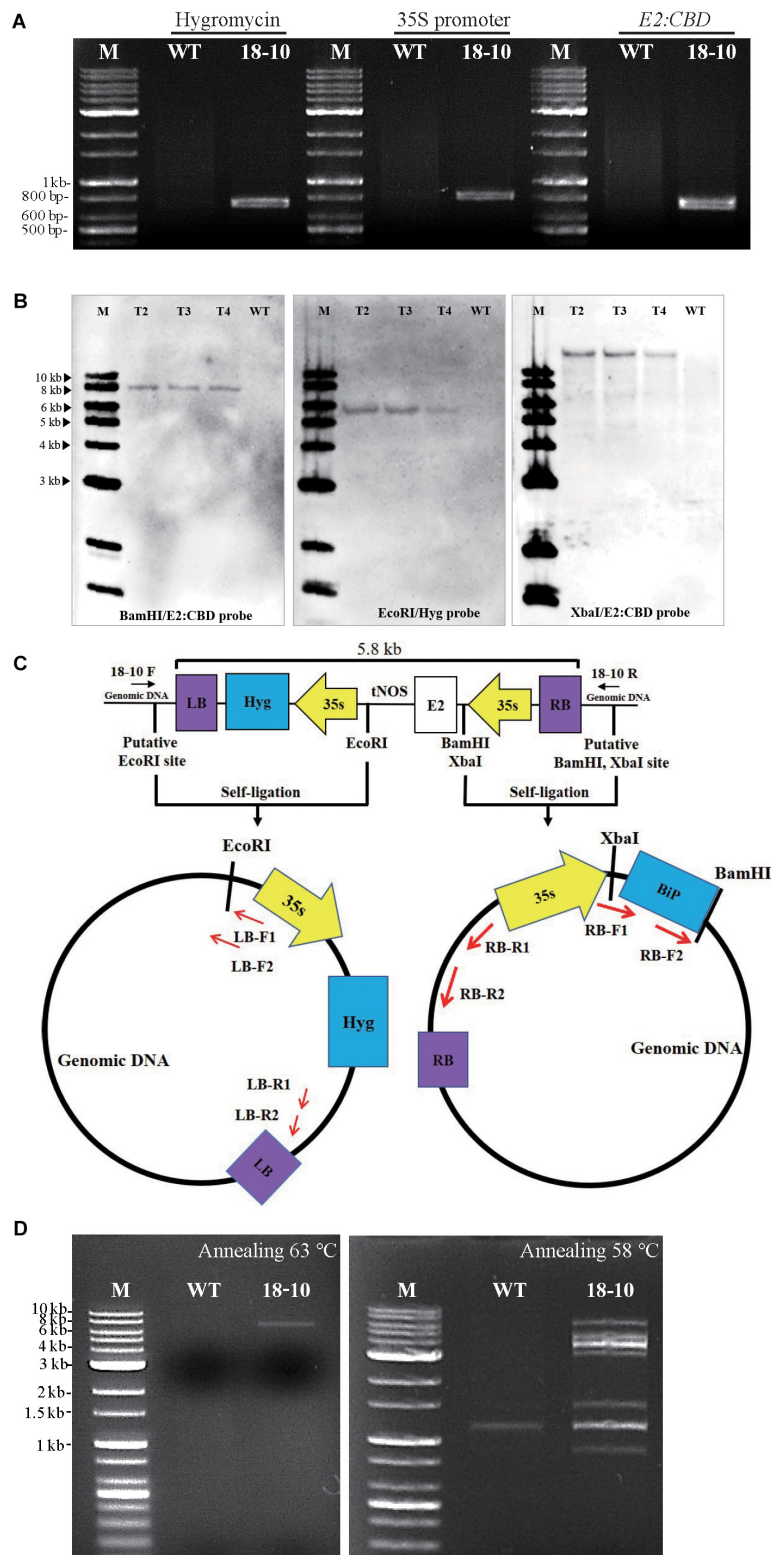 A
Hygromycin 35S promoter E2:CBD
M WT 18-10 M WT 18-10 M WT 18-10
1kb-
800 bp-
600 bp-
500 bp-
B
M T2 T3 T4 WT M T2 T3 T4 WT M T2 T3 T4 WT
10 kb
8 kb
6 kb
5 kb
4 kb
3 kb
BamHI/E2:CBD probe EcoRI/Hyg probe XbaI/E2:CBD probe
C
5.8 kb
18-10 F 18-10 R
Genomic DNA LB Hyg 35s tNOS E2 35s RB Genomic DNA
Putative EcoRI BamHI Putative
EcoRI site XbaI BamHI, XbaI site
Self-ligation Self-ligation
EcoRI XbaI
BamHI
35s 35s BiP
LB-F1 RB-R1 RB-F1
LB-F2 RB-F2
RB-R2
Hyg
Genomic DNA RB Genomic DNA
LB-R1
LB-R2
LB
D
Annealing 63 °C Annealing 58 °C
M WT 18-10 M WT 18-10
10 kb
8 kb
6 kb
4 kb
3 kb
2 kb
1.5 kb
1 kb